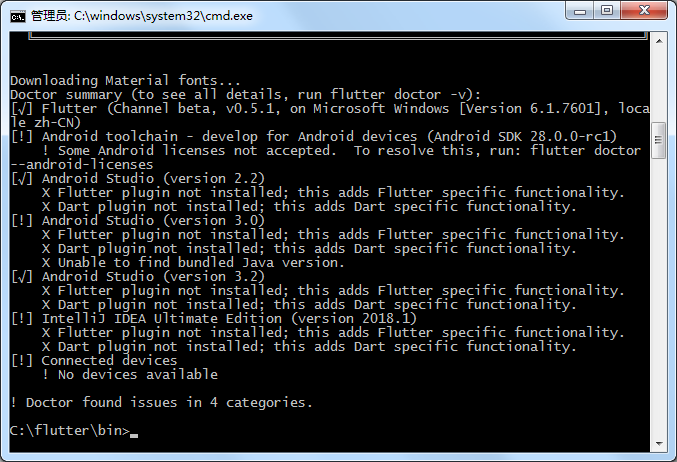 管理员: C:\windows\system32\cmd.exe
Downloading Material fonts...
Doctor summary (to see all details, run flutter doctor -v):
[√] Flutter (Channel beta, v0.5.1, on Microsoft Windows [Version 6.1.7601], loca
le zh-CN)
[!] Android toolchain - develop for Android devices (Android SDK 28.0.0-rc1)
    ! Some Android licenses not accepted.  To resolve this, run: flutter doctor
--android-licenses
[√] Android Studio (version 2.2)
    X Flutter plugin not installed; this adds Flutter specific functionality.
    X Dart plugin not installed; this adds Dart specific functionality.
[!] Android Studio (version 3.0)
    X Flutter plugin not installed; this adds Flutter specific functionality.
    X Dart plugin not installed; this adds Dart specific functionality.
    X Unable to find bundled Java version.
[√] Android Studio (version 3.2)
    X Flutter plugin not installed; this adds Flutter specific functionality.
    X Dart plugin not installed; this adds Dart specific functionality.
[!] IntelliJ IDEA Ultimate Edition (version 2018.1)
    X Flutter plugin not installed; this adds Flutter specific functionality.
    X Dart plugin not installed; this adds Dart specific functionality.
[!] Connected devices
    ! No devices available
! Doctor found issues in 4 categories.
C:\flutter\bin>_